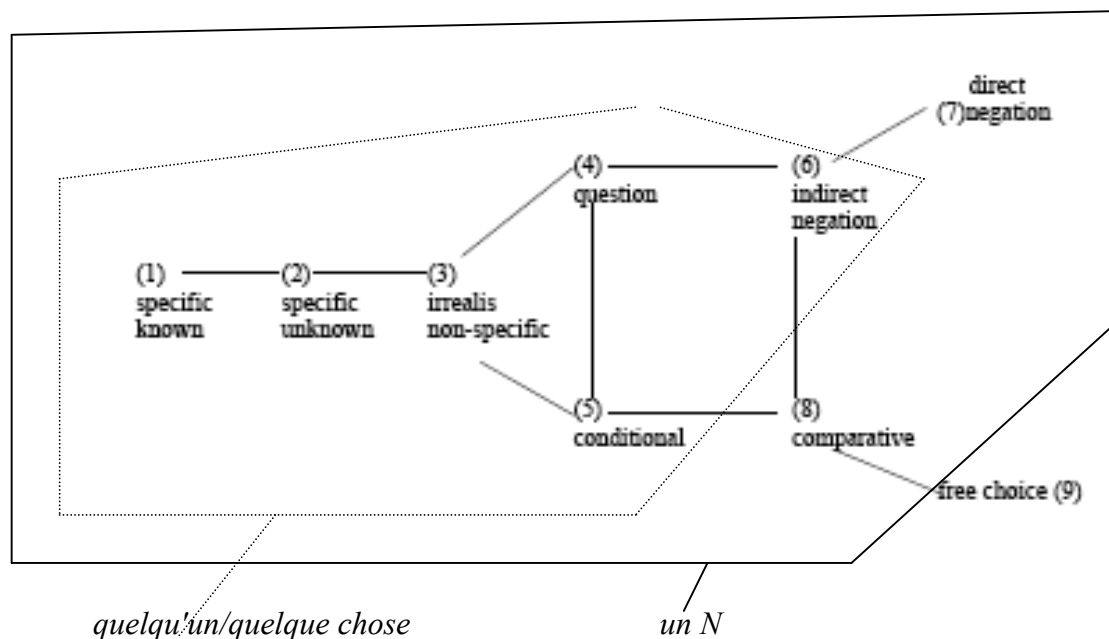 direct
(7)negation
(4)
question
(6)
indirect
negation
(1)
specific
known
(2)
specific
unknown
(3)
irrealis
non-specific
(5)
conditional
(8)
comparative
free choice (9)
quelqu'un/quelque chose
un N